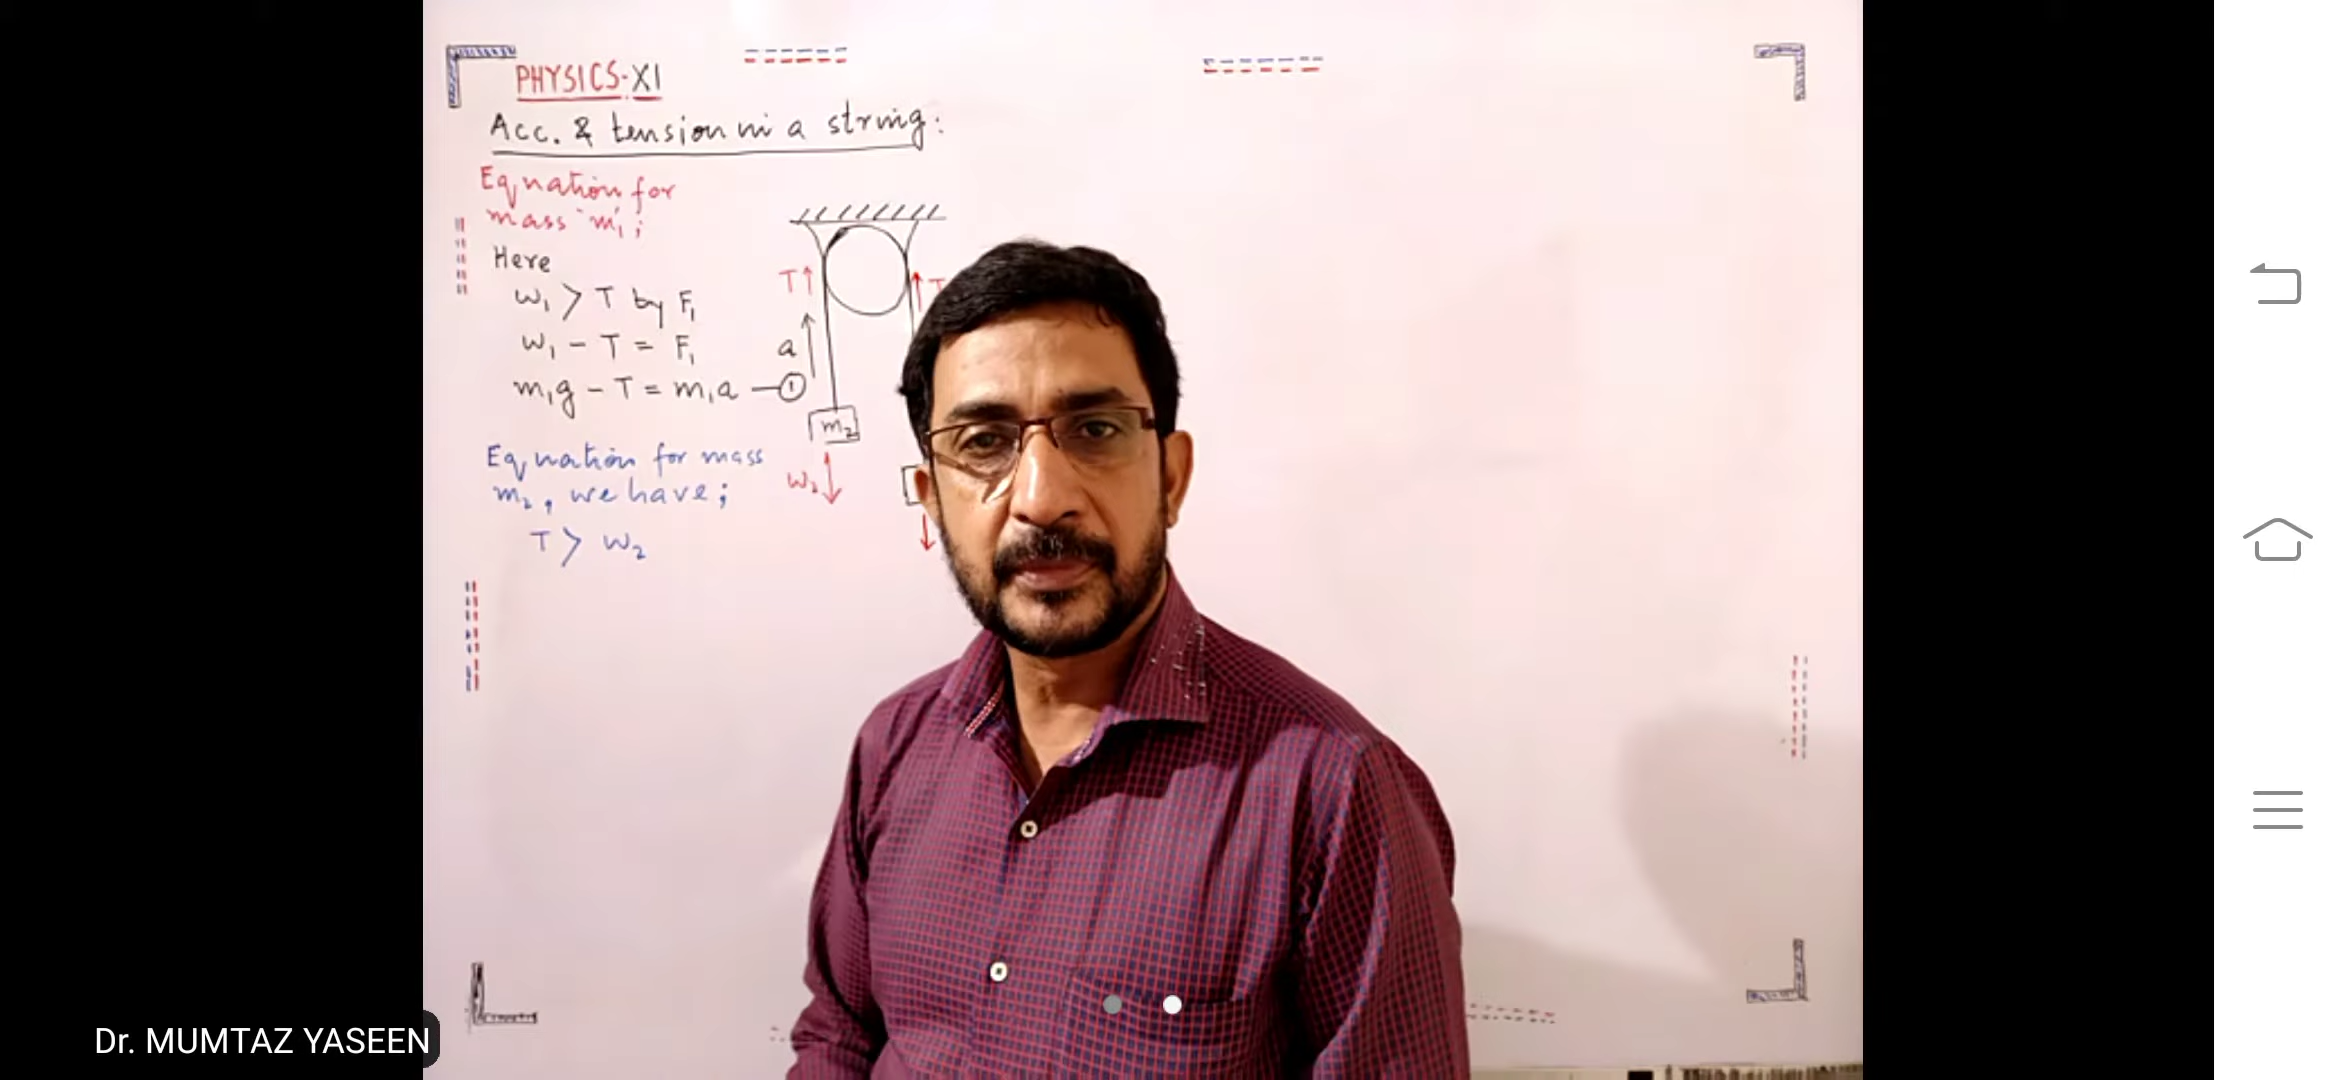 PHYSICS-XI
Acc. & tension in a string:
Equation for
mass 'm₁';
Here
w₁ > T by F₁
w₁ - T = F₁
m₁g - T = m₁a —①
Equation for mass
m₂, we have;
T > w₂
T
T
a
m₂
w₂
Dr. MUMTAZ YASEEN